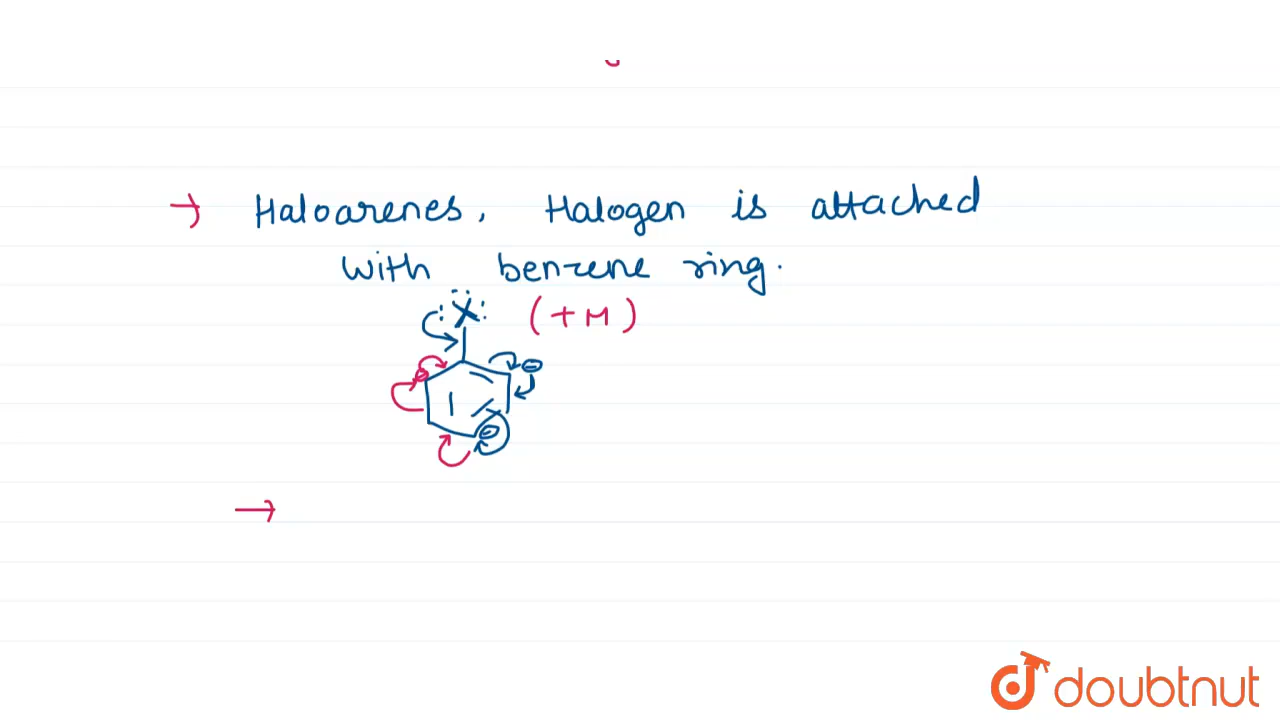 → Haloarenes, Halogen is attached
with benzene ring.
:Ẍ: (+M)
⊖
⊖
⊖
→
doubtnut